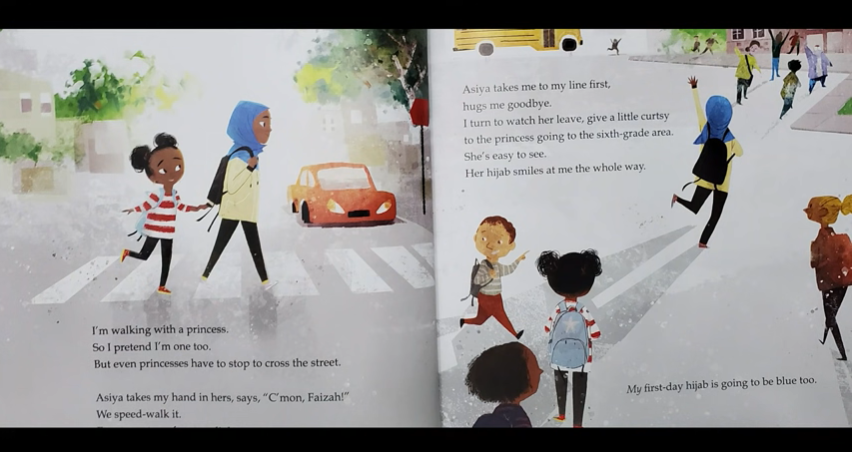 I'm walking with a princess.
So I pretend I'm one too.
But even princesses have to stop to cross the street.
Asiya takes my hand in hers, says, "C'mon, Faizah!"
We speed-walk it.
Asiya takes me to my line first,
hugs me goodbye.
I turn to watch her leave, give a little curtsy
to the princess going to the sixth-grade area.
She's easy to see.
Her hijab smiles at me the whole way.
My first-day hijab is going to be blue too.